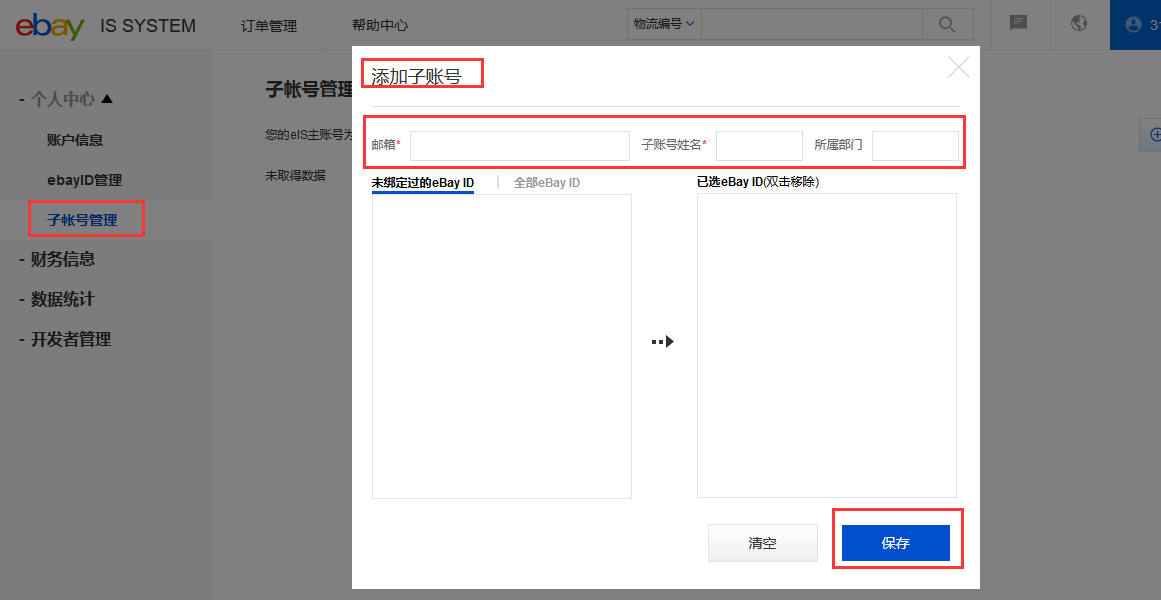 ebay IS SYSTEM 订单管理 帮助中心 物流编号 31
- 个人中心
账户信息
ebayID管理
子帐号管理
- 财务信息
- 数据统计
- 开发者管理
子帐号管理
您的eIS主账号为
未取得数据
添加子账号
邮箱* 子账号姓名* 所属部门
未绑定过的eBay ID 全部eBay ID 已选eBay ID(双击移除)
清空 保存